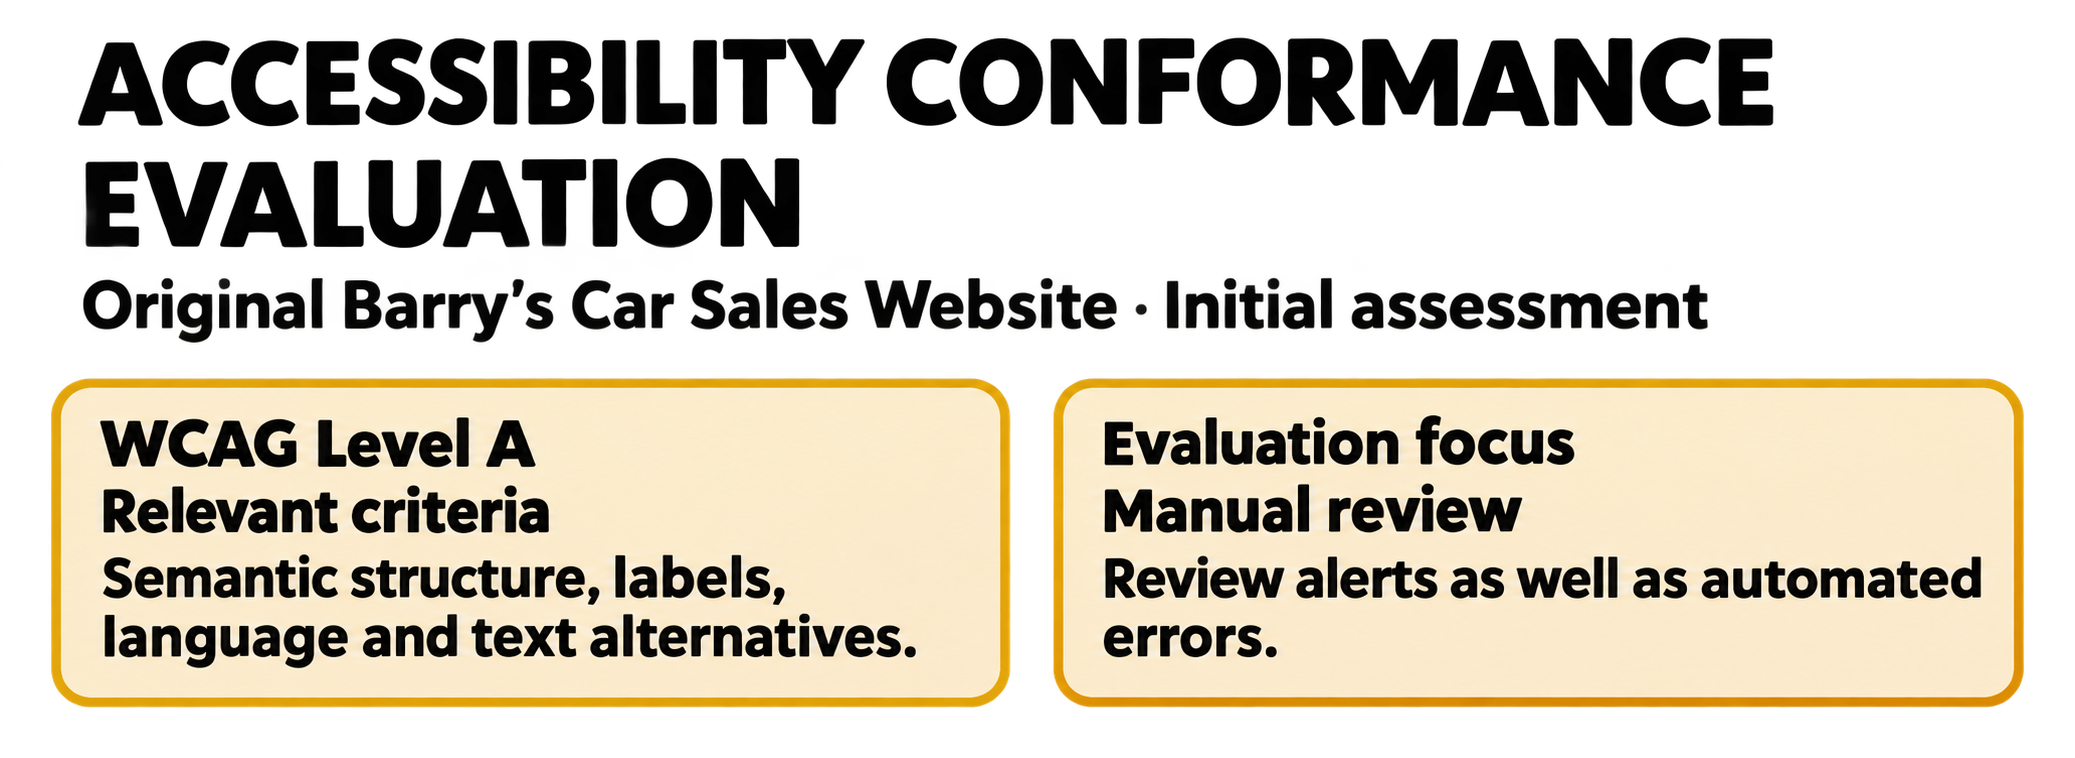 ACCESSIBILITY CONFORMANCE
EVALUATION
Original Barry’s Car Sales Website · Initial assessment
WCAG Level A
Relevant criteria
Semantic structure, labels,
language and text alternatives.
Evaluation focus
Manual review
Review alerts as well as automated
errors.